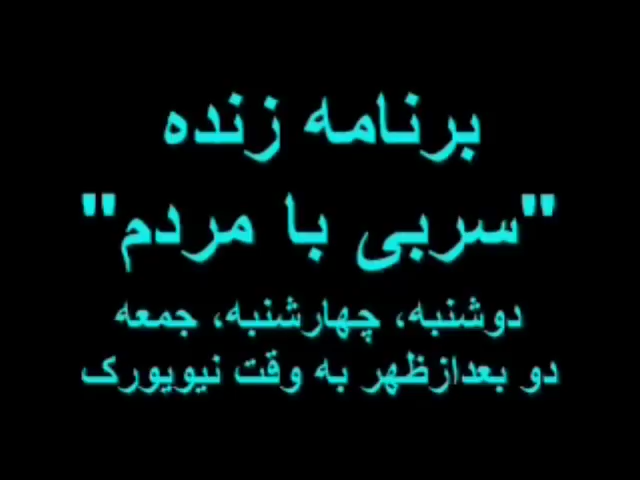 برنامه زنده
"سربی با مردم"
دوشنبه، چهارشنبه، جمعه
دو بعدازظهر به وقت نیویورک